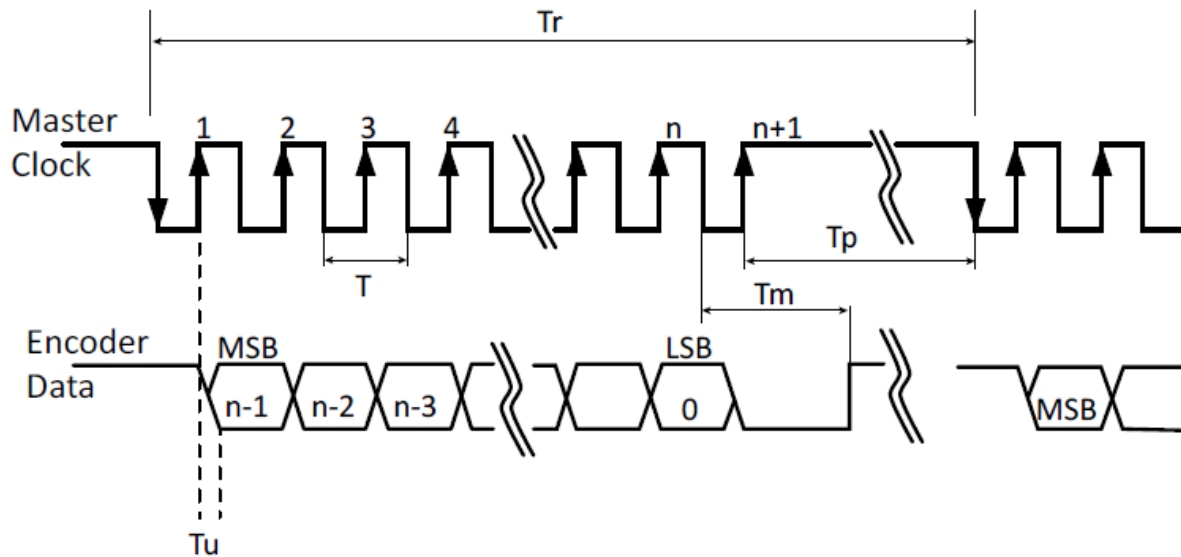 Tr
Master
Clock
1 2 3 4 n n+1
T
Tp
Tm
Encoder
Data
MSB LSB
n-1 n-2 n-3 0 MSB
Tu